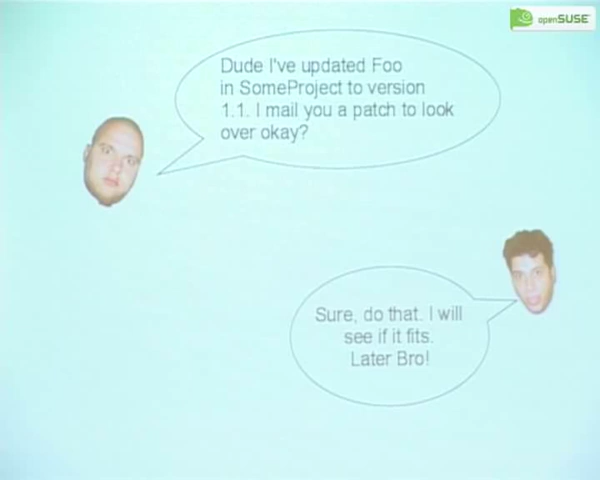 openSUSE
Dude I've updated Foo
in SomeProject to version
1.1. I mail you a patch to look
over okay?
Sure, do that. I will
see if it fits.
Later Bro!